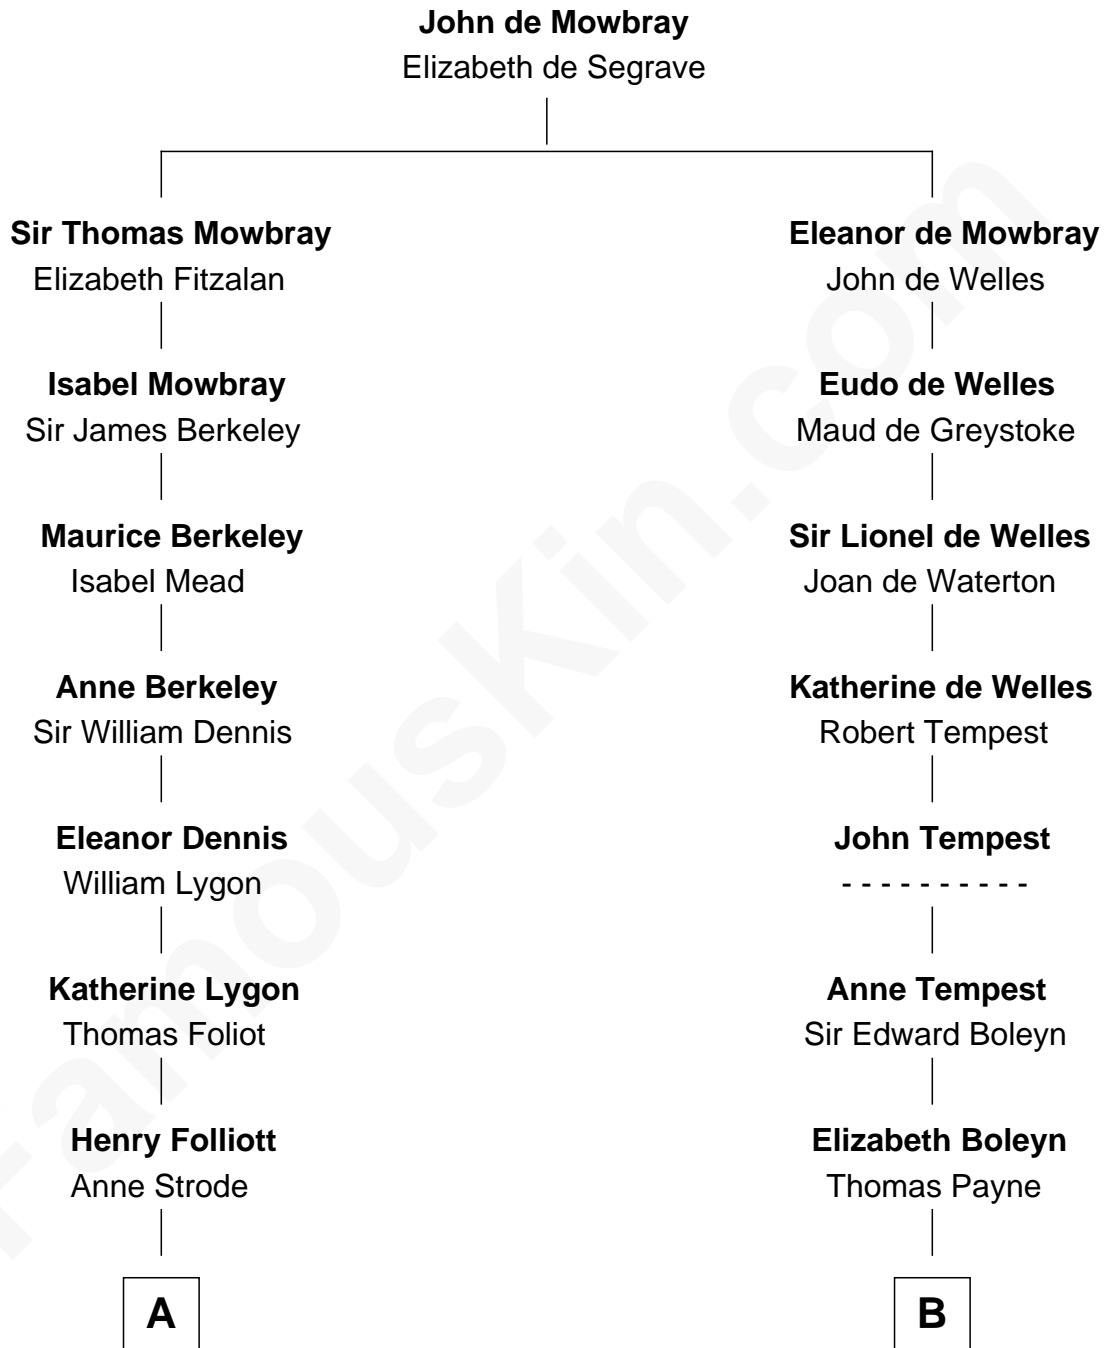 John de Mowbray
Elizabeth de Segrave
Sir Thomas Mowbray
Elizabeth Fitzalan
Eleanor de Mowbray
John de Welles
Isabel Mowbray
Sir James Berkeley
Eudo de Welles
Maud de Greystoke
Maurice Berkeley
Isabel Mead
Sir Lionel de Welles
Joan de Waterton
Anne Berkeley
Sir William Dennis
Katherine de Welles
Robert Tempest
Eleanor Dennis
William Lygon
John Tempest
- - - - - - - - - -
Katherine Lygon
Thomas Foliot
Anne Tempest
Sir Edward Boleyn
Henry Folliott
Anne Strode
Elizabeth Boleyn
Thomas Payne
A
B
FamousKin.com